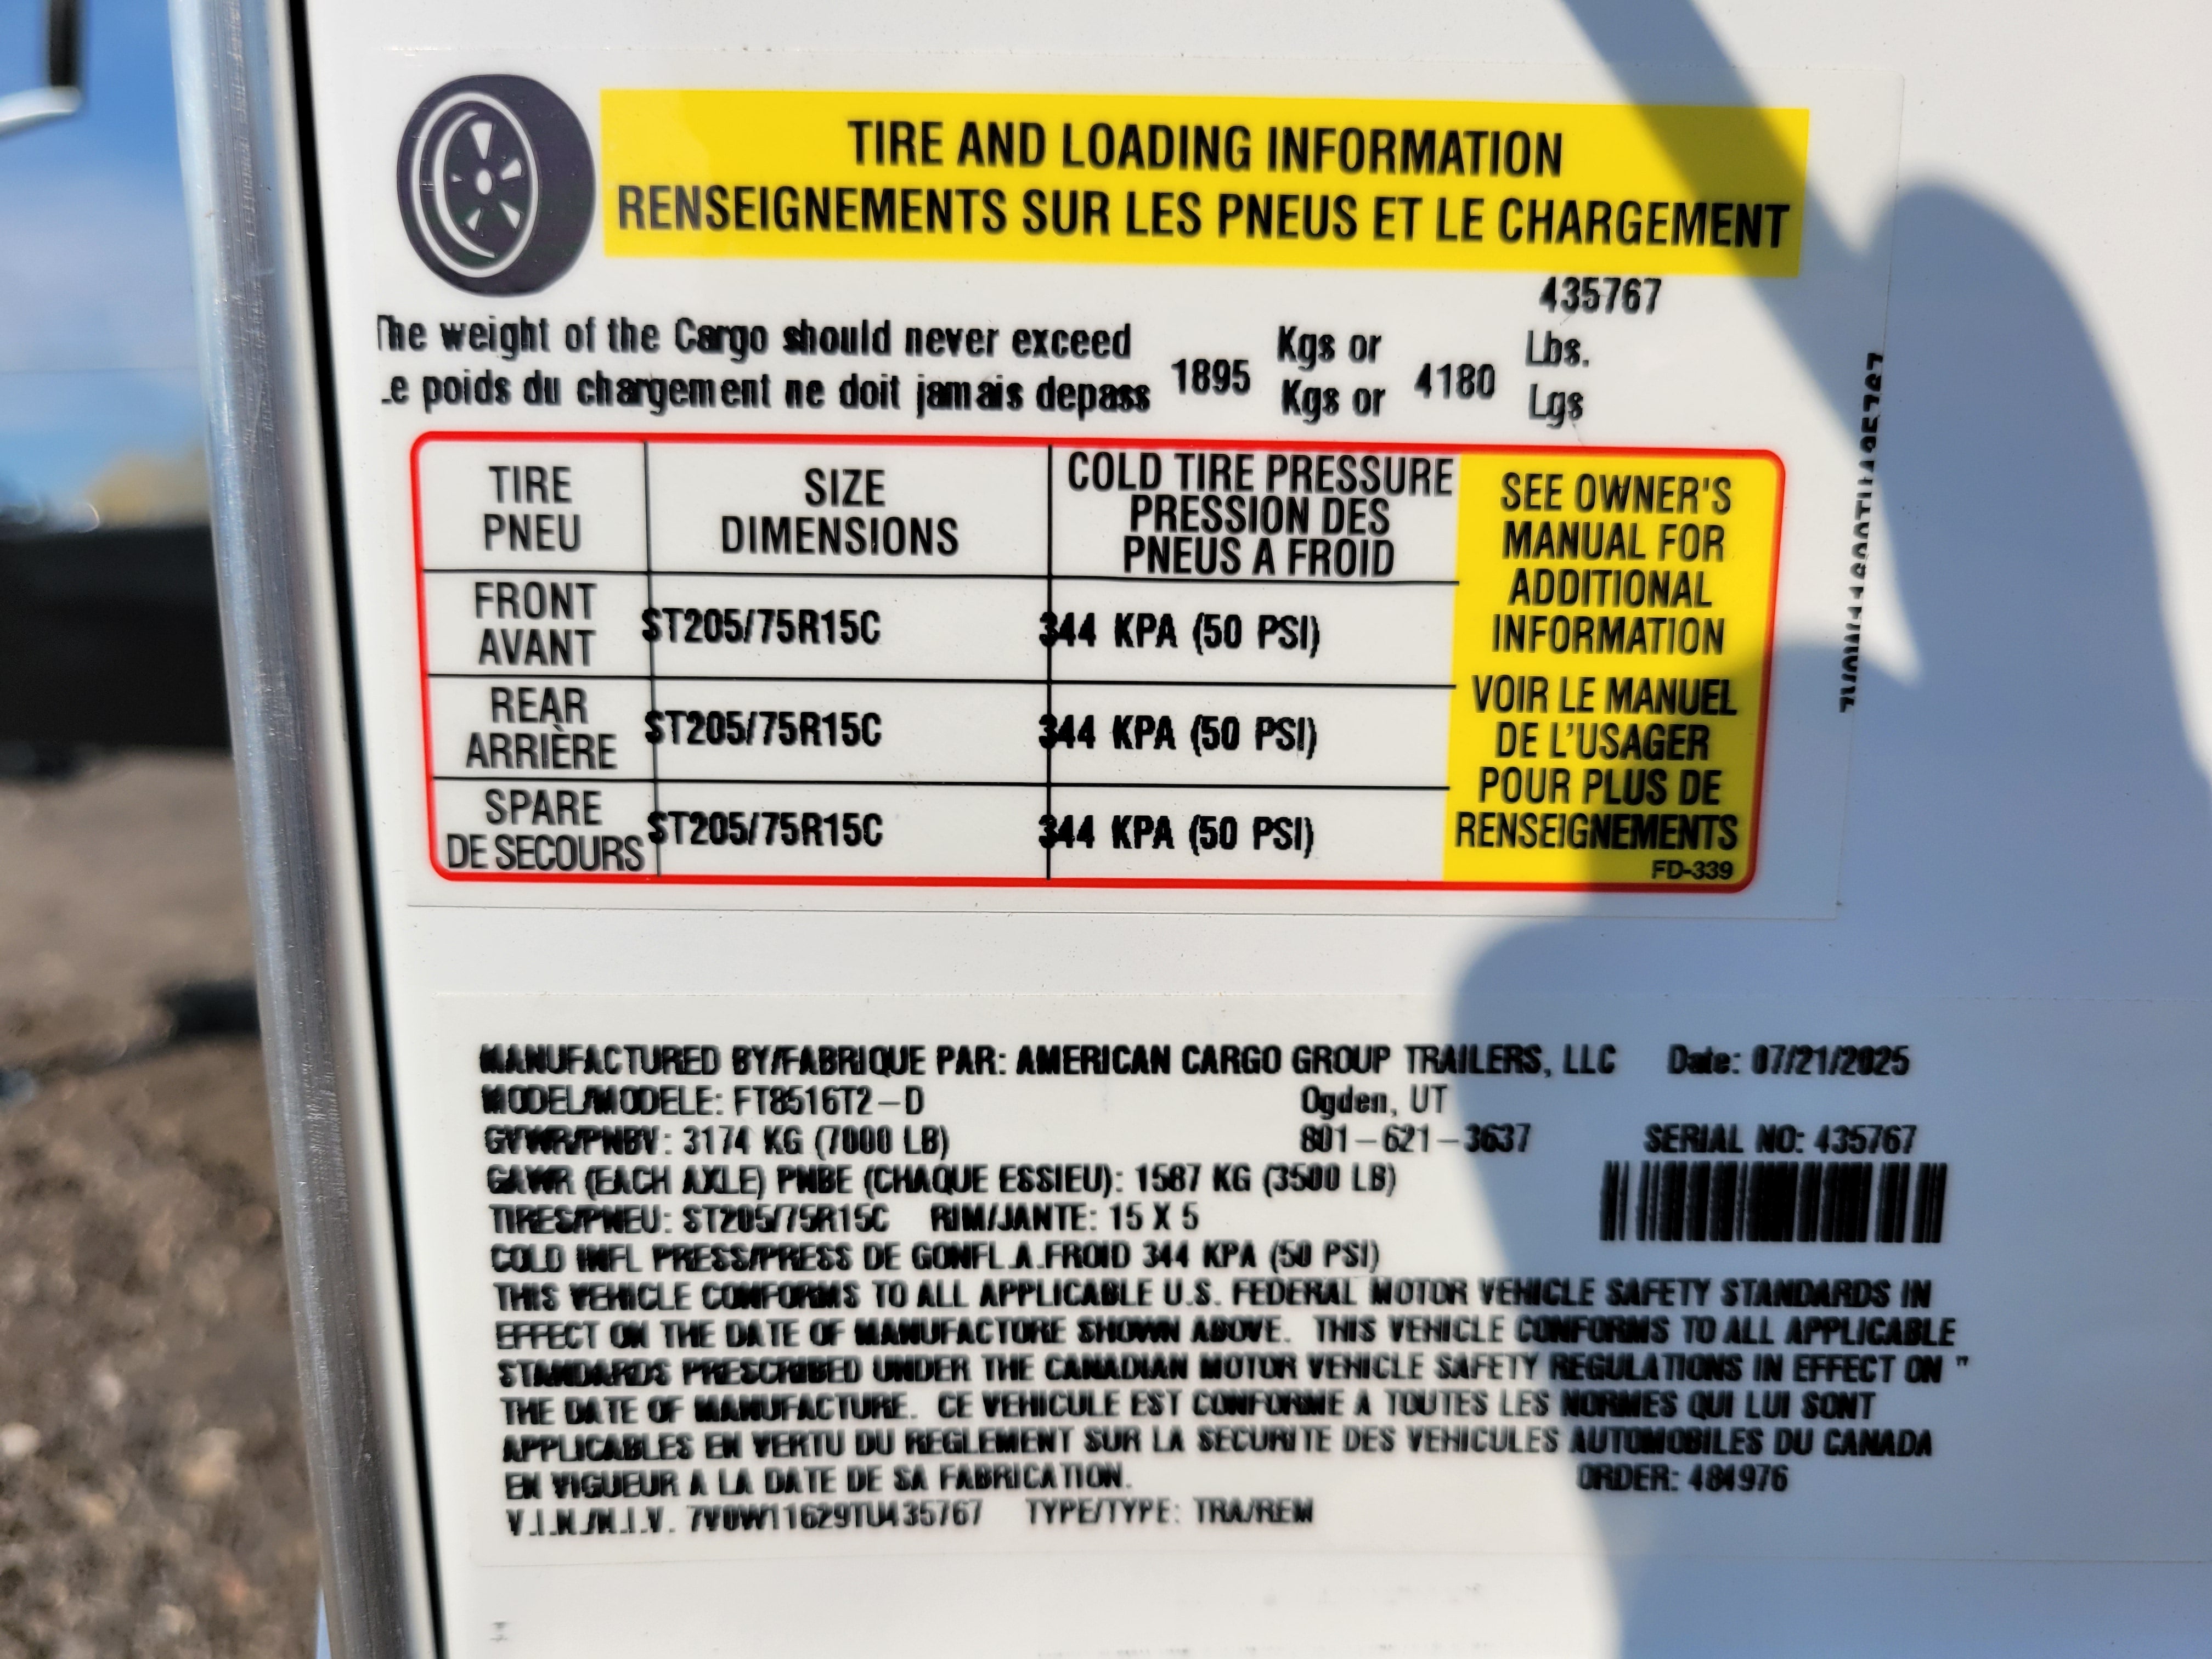 TIRE AND LOADING INFORMATION
RENSEIGNEMENTS SUR LES PNEUS ET LE CHARGEMENT
435767
The weight of the Cargo should never exceed 1895 Kgs or 4180 Lbs.
Le poids du chargement ne doit jamais depass Kgs or Lgs
TIRE PNEU
SIZE DIMENSIONS
COLD TIRE PRESSURE
PRESSION DES
PNEUS A FROID
FRONT AVANT ST205/75R15C 344 KPA (50 PSI)
REAR ARRIÈRE ST205/75R15C 344 KPA (50 PSI)
SPARE DE SECOURS ST205/75R15C 344 KPA (50 PSI)
SEE OWNER'S
MANUAL FOR
ADDITIONAL
INFORMATION
VOIR LE MANUEL
DE L'USAGER
POUR PLUS DE
RENSEIGNEMENTS
FD-339
MANUFACTURED BY/FABRIQUE PAR: AMERICAN CARGO GROUP TRAILERS, LLC Date: 07/21/2025
MODEL/MODELE: FT8516T2-D Ogden, UT
GVWR/PNBV: 3174 KG (7000 LB) 801-621-3637 SERIAL NO: 435767
GAWR (EACH AXLE) PNBE (CHAQUE ESSIEU): 1587 KG (3500 LB)
TIRES/PNEU: ST205/75R15C RIM/JANTE: 15 X 5
COLD INFL PRESS/PRESS DE GONFL.A.FROID 344 KPA (50 PSI)
THIS VEHICLE CONFORMS TO ALL APPLICABLE U.S. FEDERAL MOTOR VEHICLE SAFETY STANDARDS IN
EFFECT ON THE DATE OF MANUFACTORE SHOWN ABOVE. THIS VEHICLE CONFORMS TO ALL APPLICABLE
STANDARDS PRESCRIBED UNDER THE CANADIAN MOTOR VEHICLE SAFETY REGULATIONS IN EFFECT ON "
THE DATE OF MANUFACTURE. CE VEHICULE EST CONFORME A TOUTES LES NORMES QUI LUI SONT
APPLICABLES EN VERTU DU REGLEMENT SUR LA SECURITE DES VEHICULES AUTOMOBILES DU CANADA
EN VIGUEUR A LA DATE DE SA FABRICATION. ORDER: 484976
V.I.N./N.I.V. 7V0W11629TU435767 TYPE/TYPE: TRA/REM